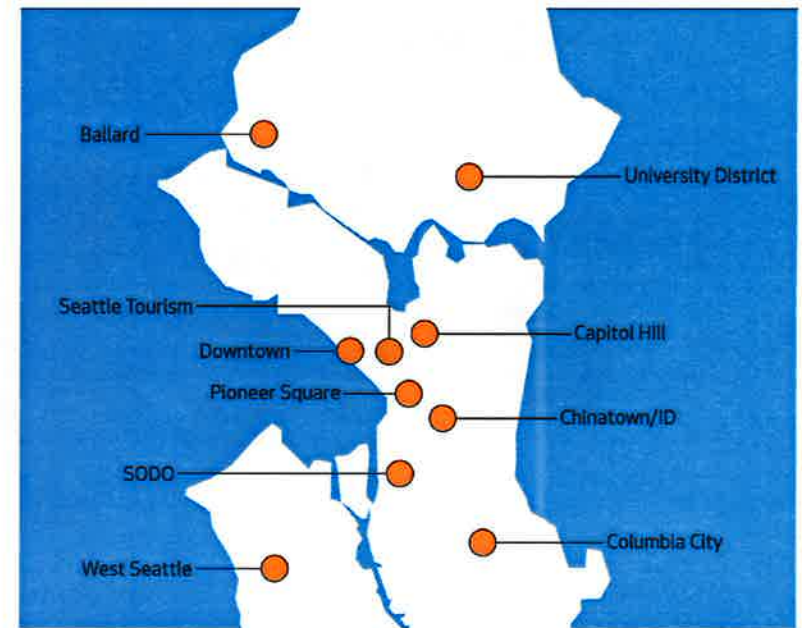 Ballard
University District
Seattle Tourism
Capitol Hill
Downtown
Pioneer Square
Chinatown/ID
SODO
Columbia City
West Seattle